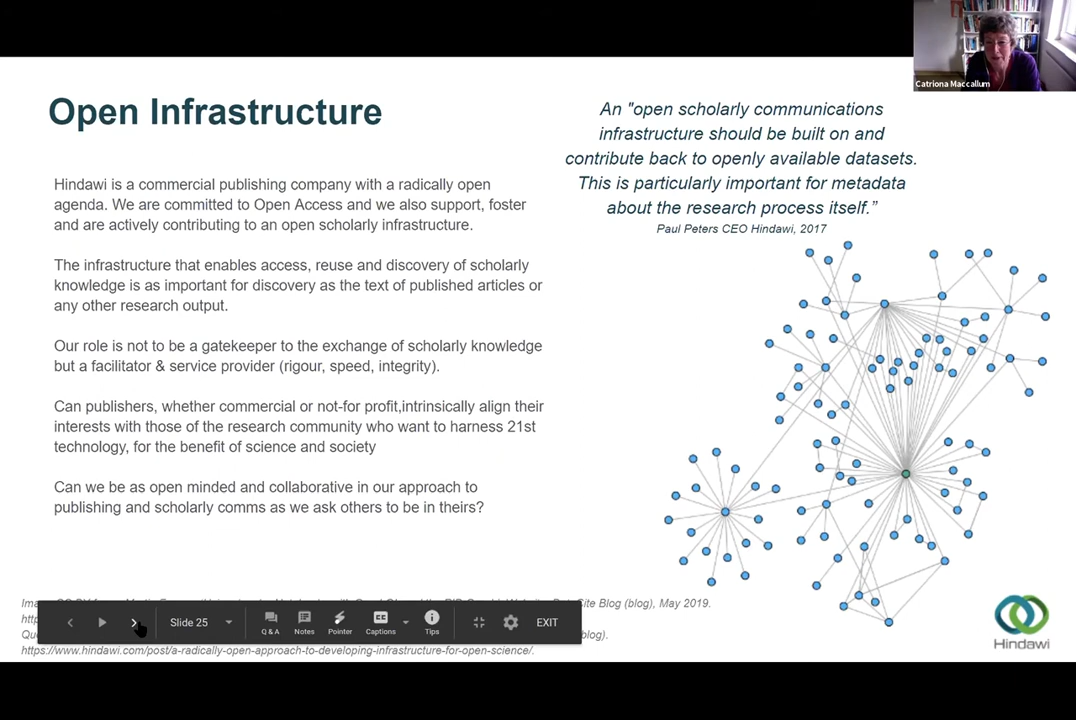 Catriona Maccallum
Open Infrastructure
An "open scholarly communications
infrastructure should be built on and
contribute back to openly available datasets.
This is particularly important for metadata
about the research process itself.”
Paul Peters CEO Hindawi, 2017
Hindawi is a commercial publishing company with a radically open
agenda. We are committed to Open Access and we also support, foster
and are actively contributing to an open scholarly infrastructure.
The infrastructure that enables access, reuse and discovery of scholarly
knowledge is as important for discovery as the text of published articles or
any other research output.
Our role is not to be a gatekeeper to the exchange of scholarly knowledge
but a facilitator & service provider (rigour, speed, integrity).
Can publishers, whether commercial or not-for profit,intrinsically align their
interests with those of the research community who want to harness 21st
technology, for the benefit of science and society
Can we be as open minded and collaborative in our approach to
publishing and scholarly comms as we ask others to be in theirs?
Site Blog (blog), May 2019.
blog).
https://www.hindawi.com/post/a-radically-open-approach-to-developing-infrastructure-for-open-science/.
Slide 25
Q & A
Notes
Pointer
Captions
Tips
EXIT
Hindawi